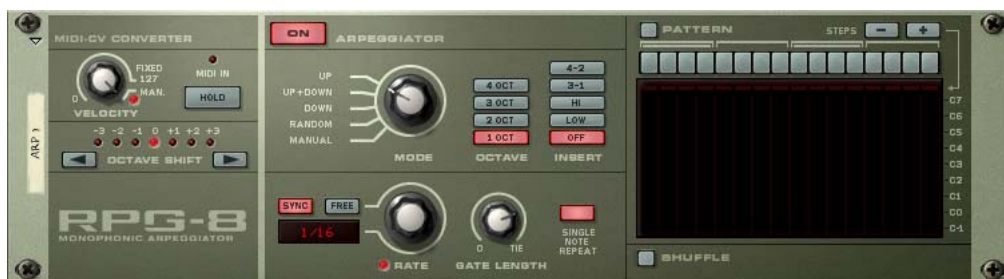 MIDI-CV CONVERTER
FIXED
127
MAN.
0
VELOCITY
MIDI IN
HOLD
-3 -2 -1 0 +1 +2 +3
OCTAVE SHIFT
RPG-8
MONOPHONIC ARPEGGIATOR
ON
ARPEGGIATOR
UP
UP+DOWN
DOWN
RANDOM
MANUAL
MODE
4 OCT
3 OCT
2 OCT
1 OCT
OCTAVE
4-2
3-1
HI
LOW
OFF
INSERT
SYNC FREE
1/16
RATE
0 TIE
GATE LENGTH
SINGLE
NOTE
REPEAT
PATTERN
STEPS - +
C7
C6
C5
C4
C3
C2
C1
C0
C-1
SHUFFLE